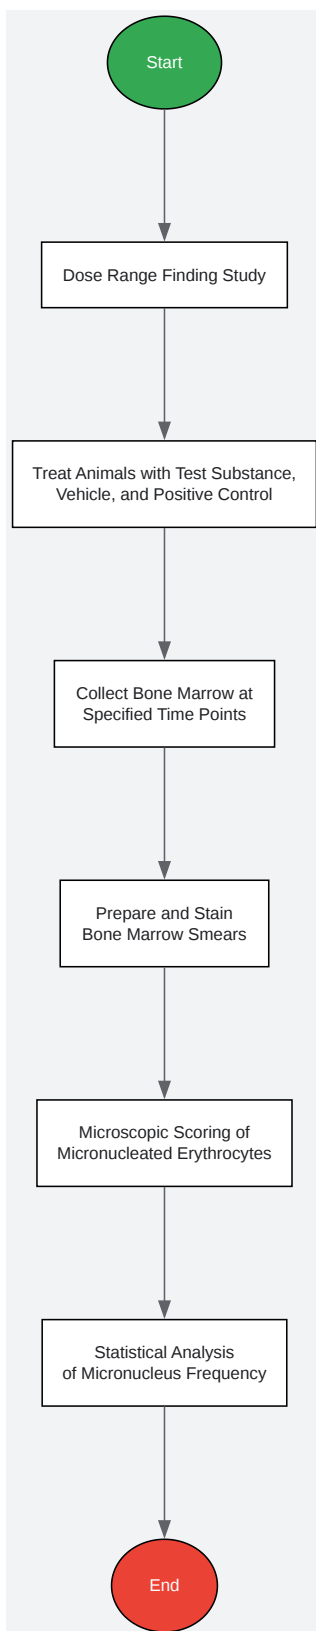 Start
Dose Range Finding Study
Treat Animals with Test Substance,
Vehicle, and Positive Control
Collect Bone Marrow at
Specified Time Points
Prepare and Stain
Bone Marrow Smears
Microscopic Scoring of
Micronucleated Erythrocytes
Statistical Analysis
of Micronucleus Frequency
End